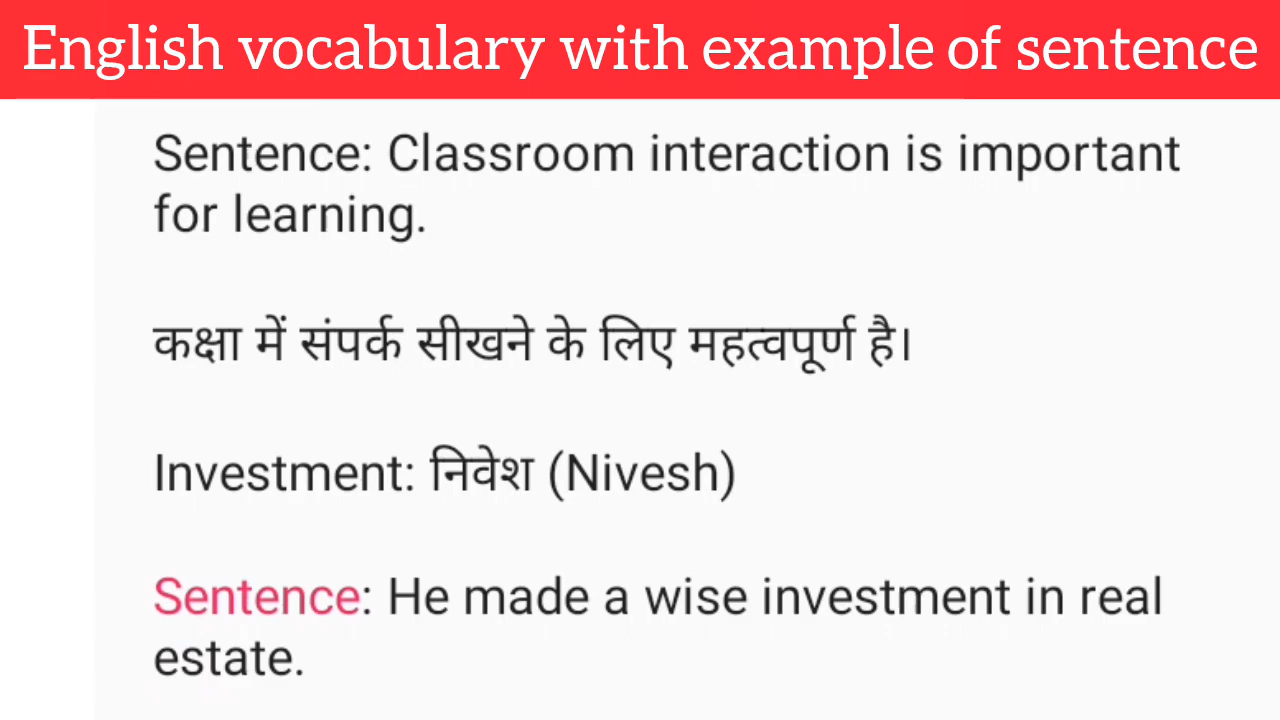 English vocabulary with example of sentence
Sentence: Classroom interaction is important
for learning.
कक्षा में संपर्क सीखने के लिए महत्वपूर्ण है।
Investment: निवेश (Nivesh)
Sentence: He made a wise investment in real
estate.